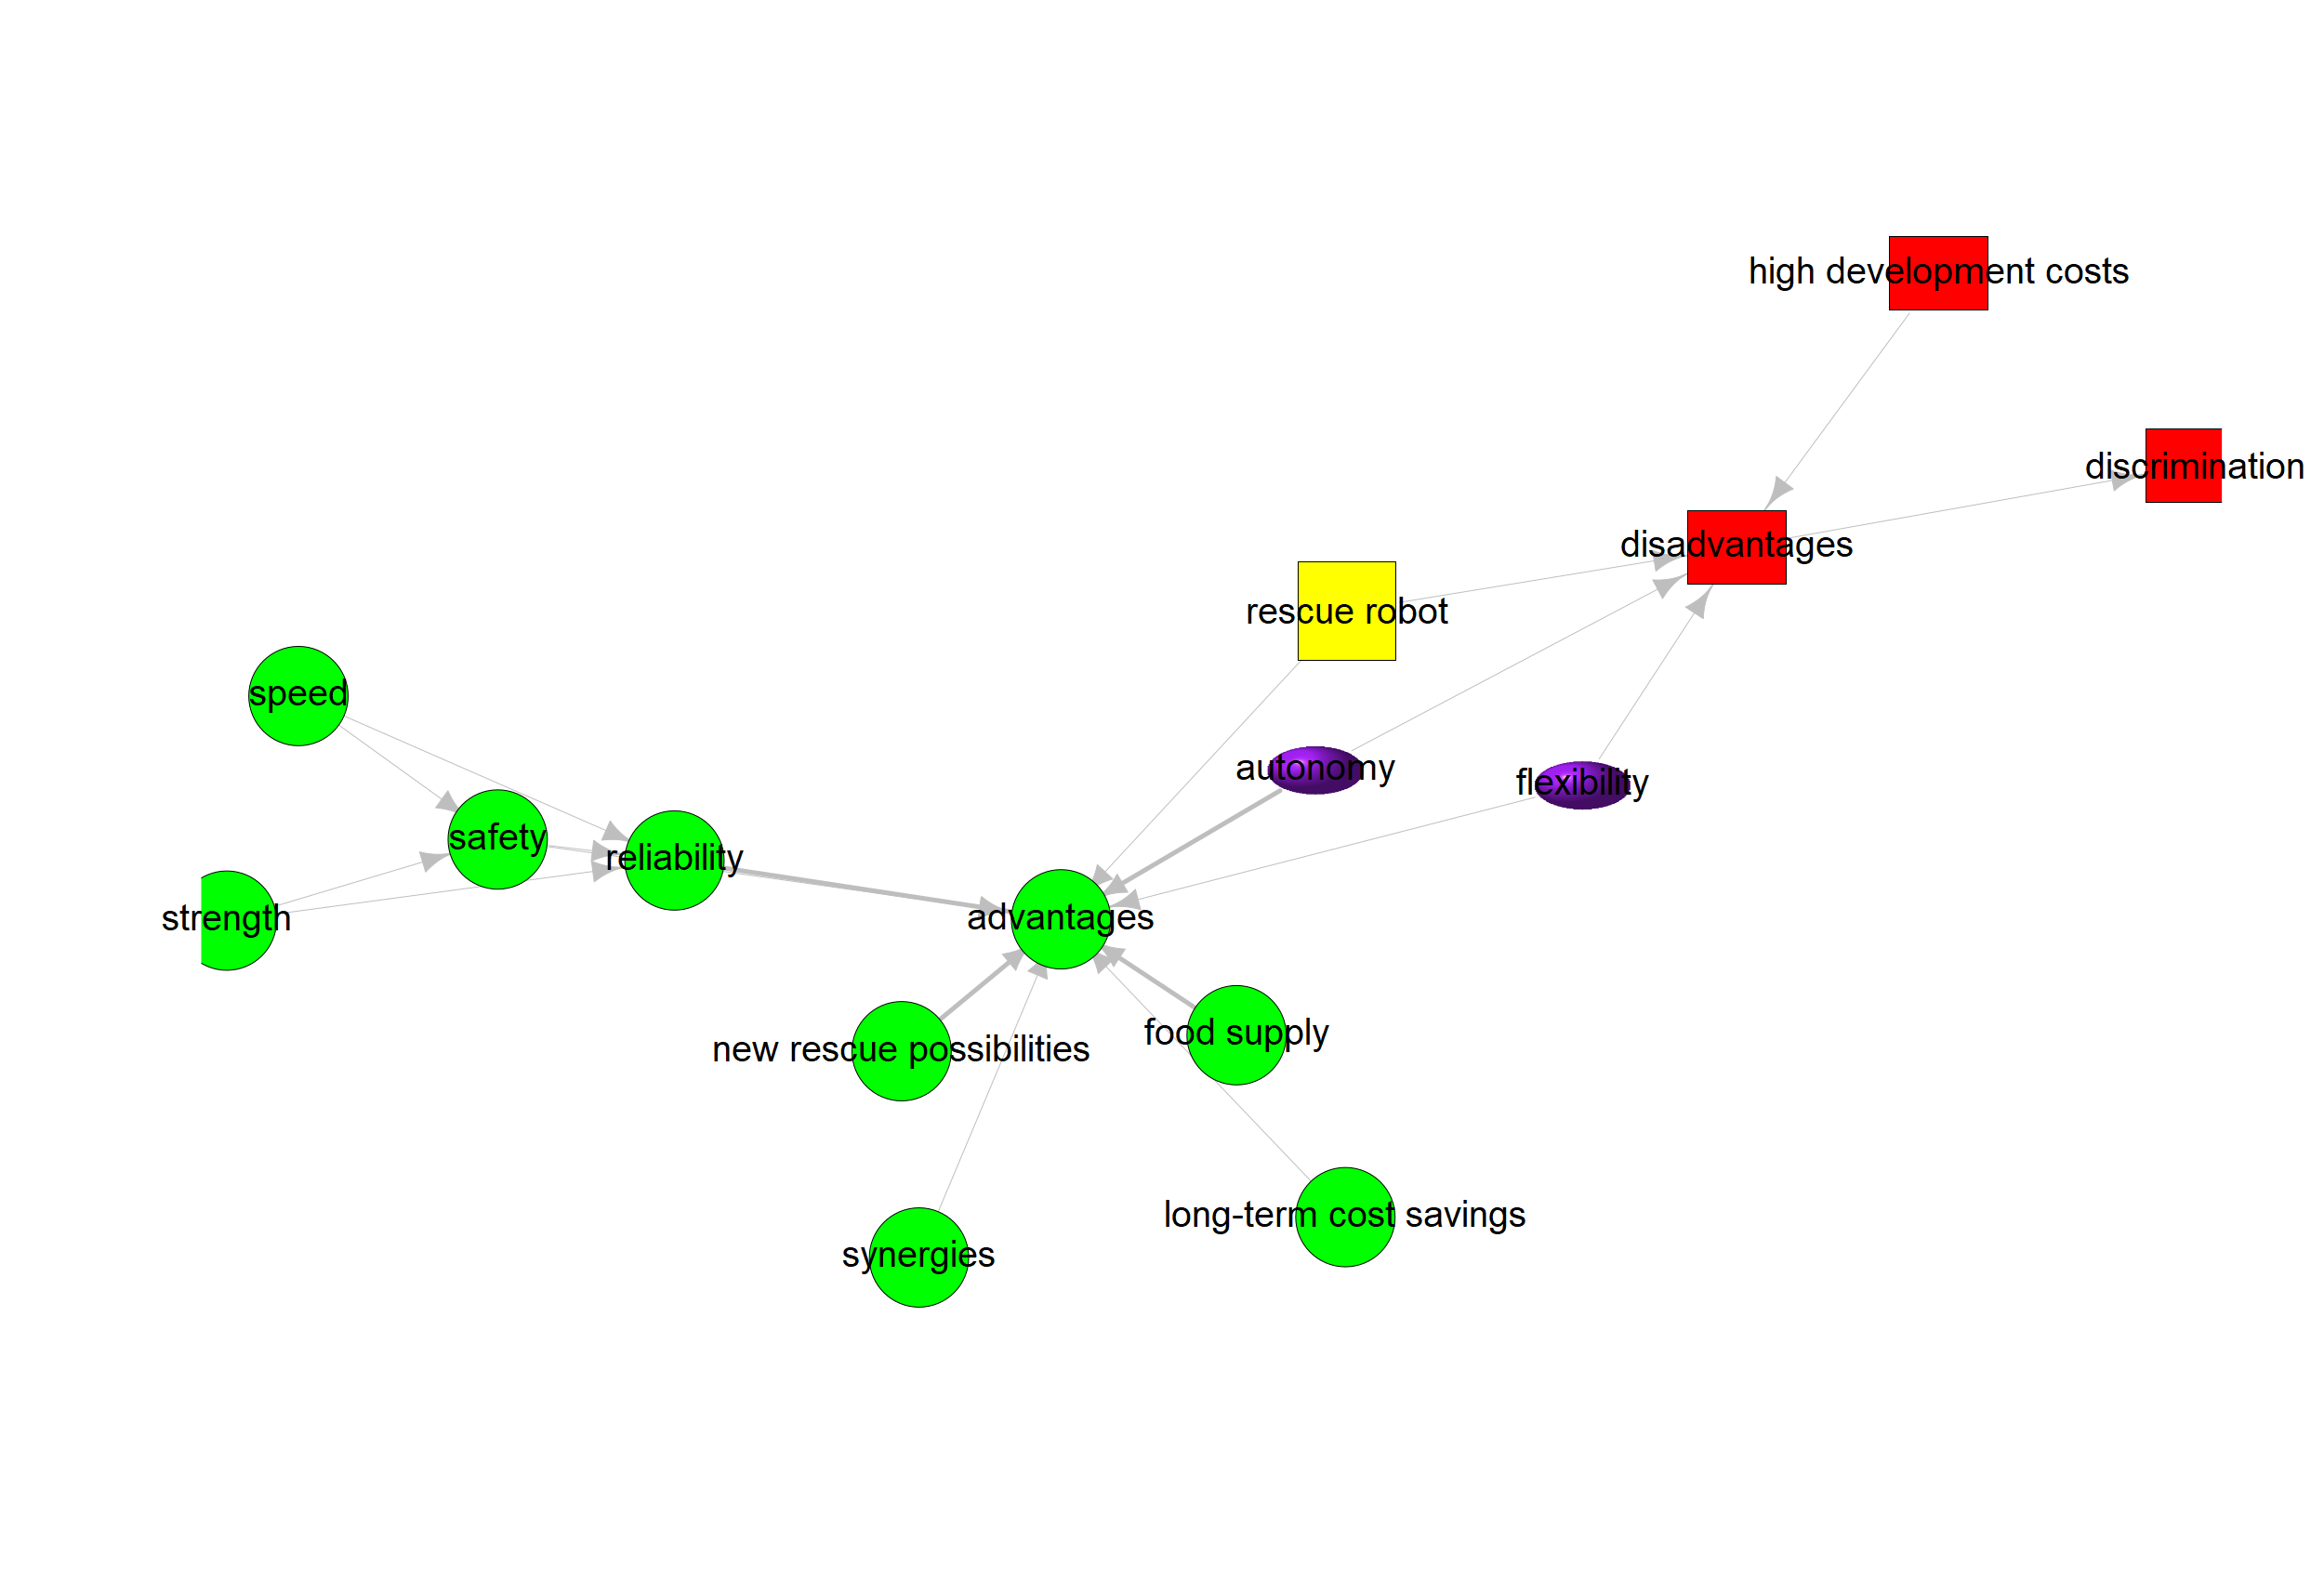 high development costs
discrimination
disadvantages
rescue robot
speed
autonomy
flexibility
safety
reliability
strength
advantages
new rescue possibilities
food supply
long-term cost savings
synergies